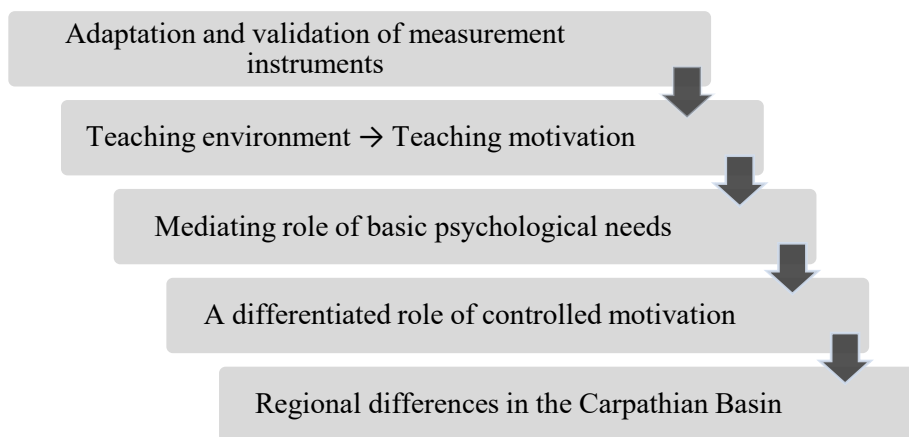 Adaptation and validation of measurement
instruments
Teaching environment → Teaching motivation
Mediating role of basic psychological needs
A differentiated role of controlled motivation
Regional differences in the Carpathian Basin